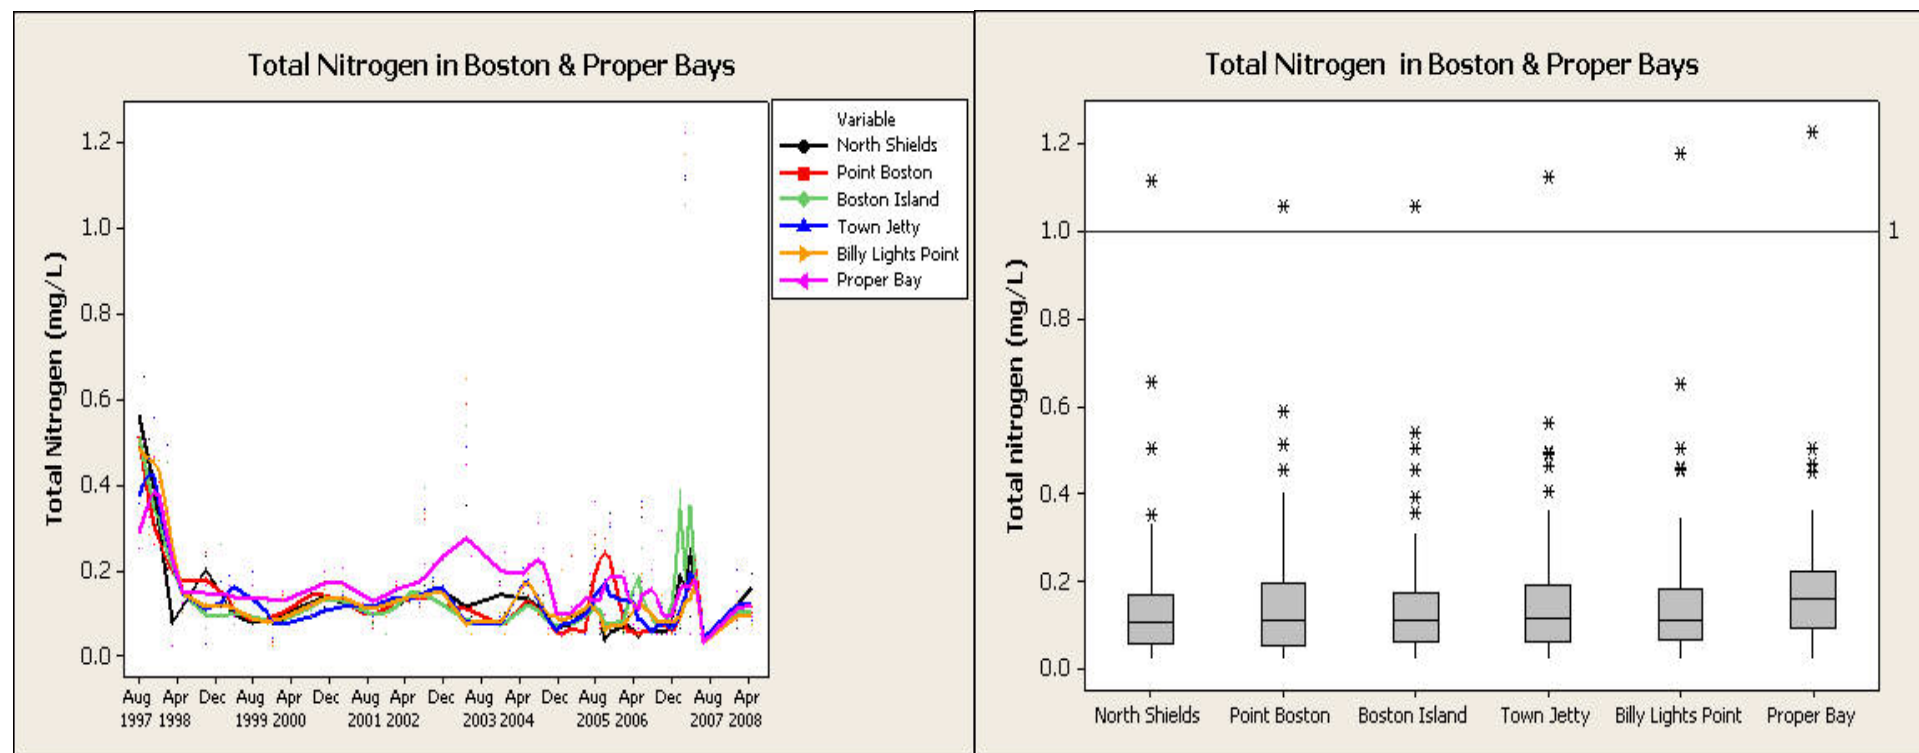 Total Nitrogen in Boston & Proper Bays
Total Nitrogen (mg/L)
1.2
1.0
0.8
0.6
0.4
0.2
0.0
Aug Apr Dec Aug Apr Dec Aug Apr Dec Aug Apr Dec Aug Apr Dec Aug Apr
1997 1998 1999 2000 2001 2002 2003 2004 2005 2006 2007 2008
Variable
North Shields
Point Boston
Boston Island
Town Jetty
Billy Lights Point
Proper Bay
Total Nitrogen in Boston & Proper Bays
Total nitrogen (mg/L)
1.2
1.0
0.8
0.6
0.4
0.2
0.0
1
North Shields Point Boston Boston Island Town Jetty Billy Lights Point Proper Bay